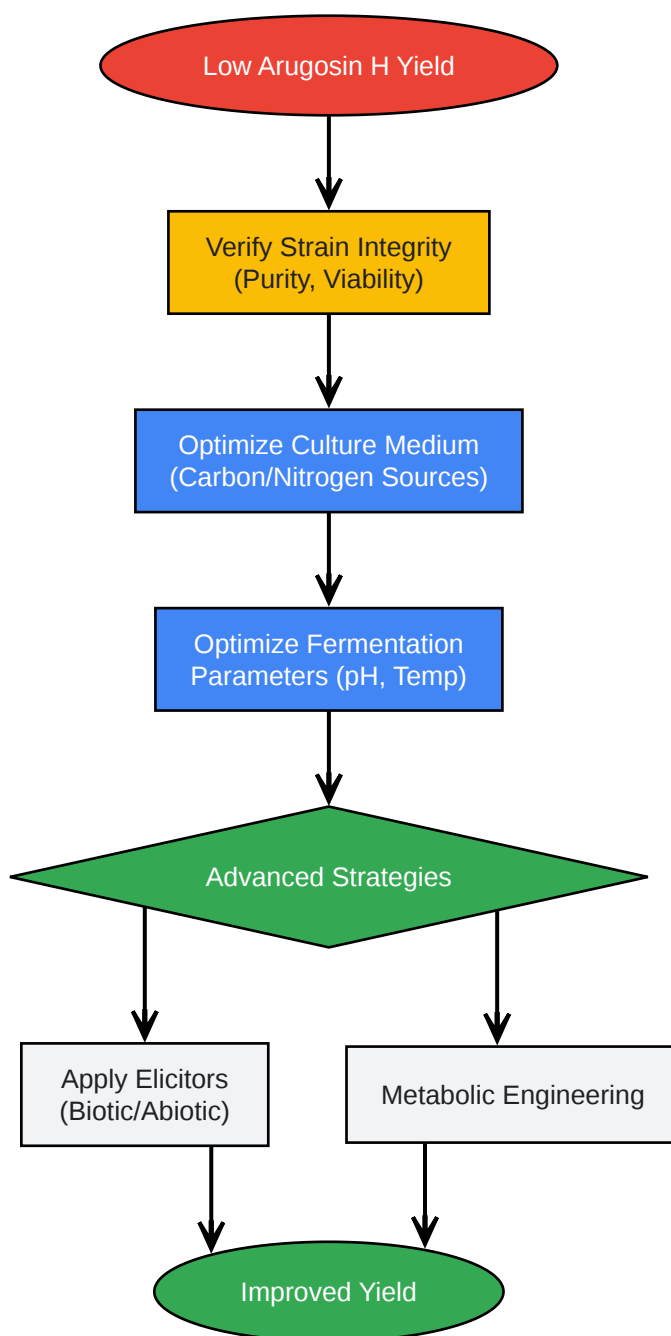 Low Arugosin H Yield
Verify Strain Integrity
(Purity, Viability)
Optimize Culture Medium
(Carbon/Nitrogen Sources)
Optimize Fermentation
Parameters (pH, Temp)
Advanced Strategies
Apply Elicitors
(Biotic/Abiotic)
Metabolic Engineering
Improved Yield